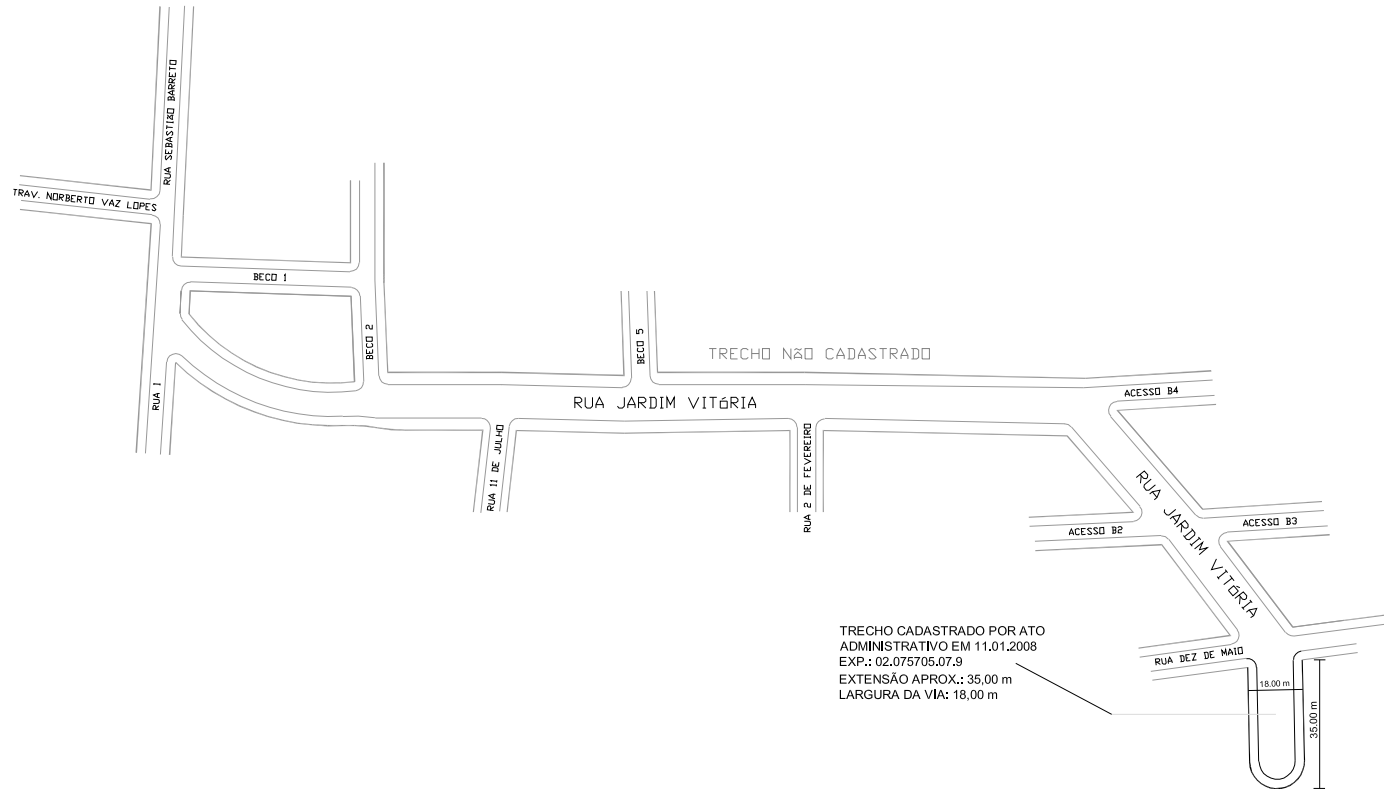 RUA SEBASTIãO BARRETO
TRAV. NORBERTO VAZ LOPES
BECO 1
BECO 2
BECO 5
TRECHO NãO CADASTRADO
RUA 1
RUA JARDIM VITóRIA
ACESSO B4
RUA 11 DE JULHO
RUA 2 DE FEVEREIRO
RUA JARDIM VITóRIA
ACESSO B2
ACESSO B3
TRECHO CADASTRADO POR ATO
ADMINISTRATIVO EM 11.01.2008
EXP.: 02.075705.07.9
EXTENSÃO APROX.: 35,00 m
LARGURA DA VIA: 18,00 m
RUA DEZ DE MAIO
18.00 m
35.00 m